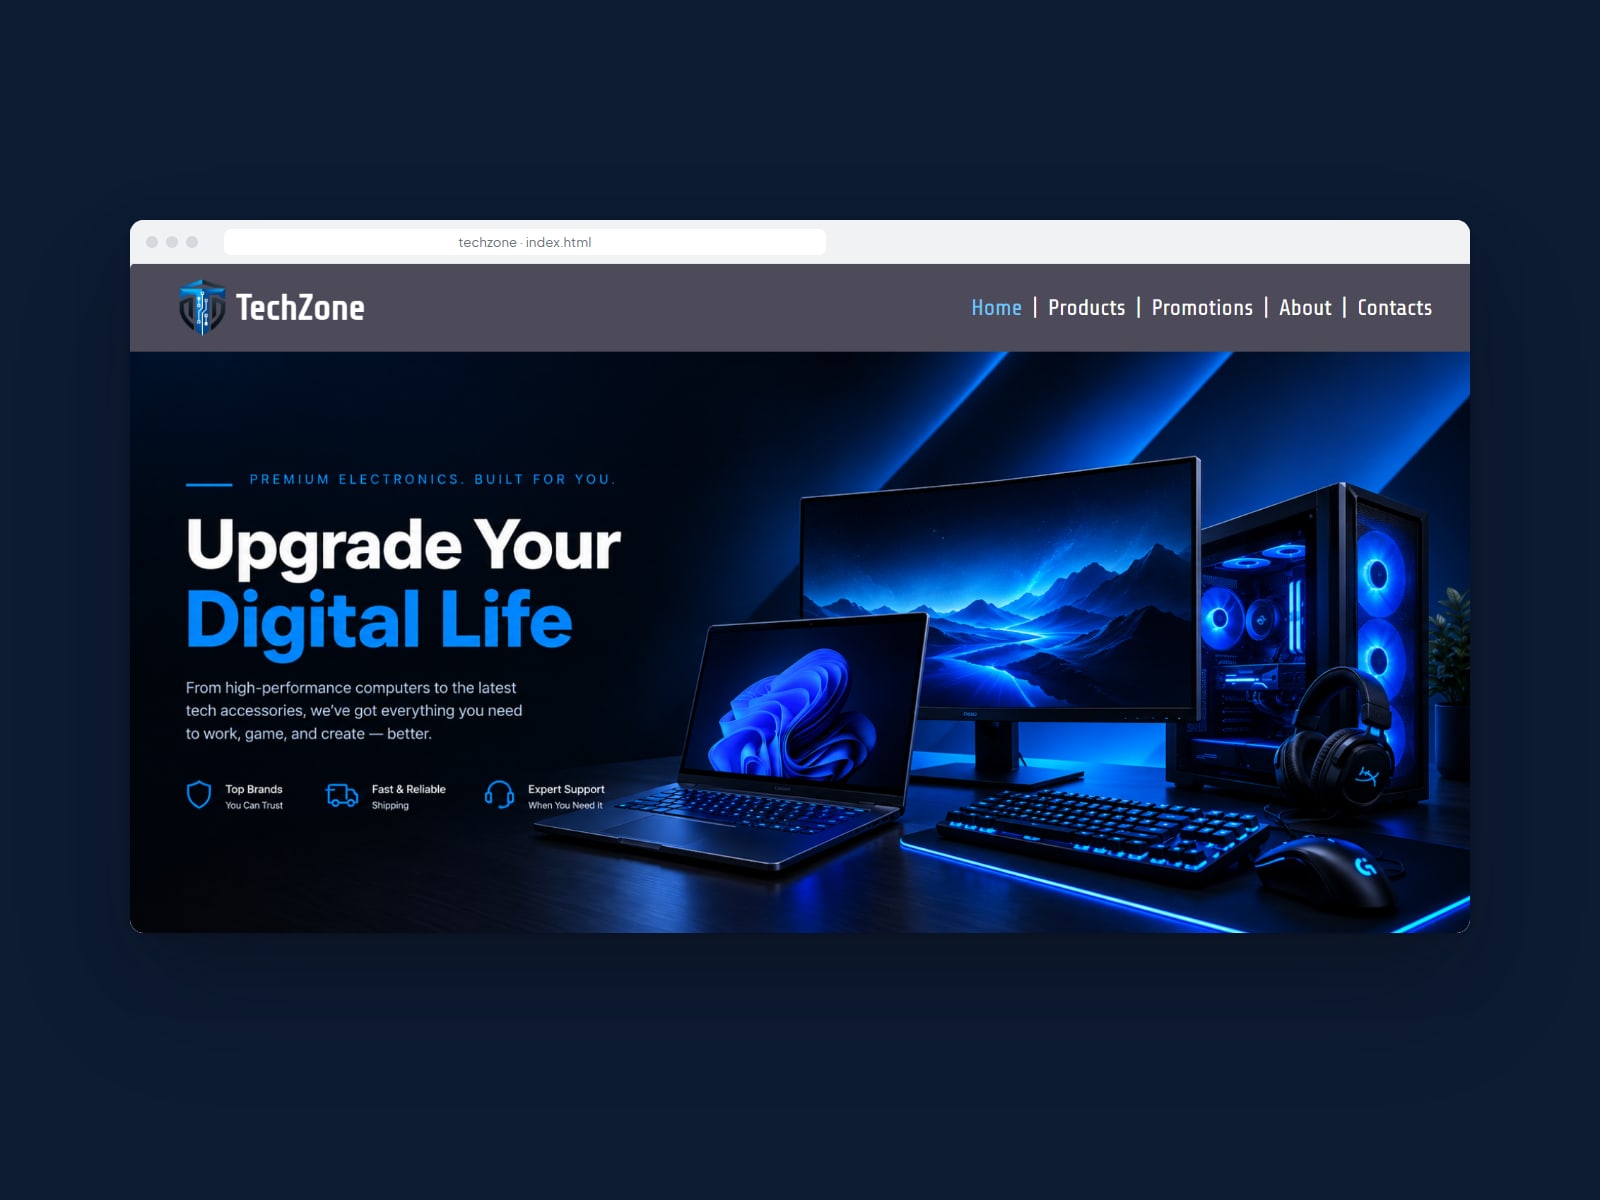 techzone · index.html
TechZone
Home | Products | Promotions | About | Contacts
PREMIUM ELECTRONICS. BUILT FOR YOU.
Upgrade Your
Digital Life
From high-performance computers to the latest
tech accessories, we've got everything you need
to work, game, and create — better.
Top Brands
You Can Trust
Fast & Reliable
Shipping
Expert Support
When You Need it